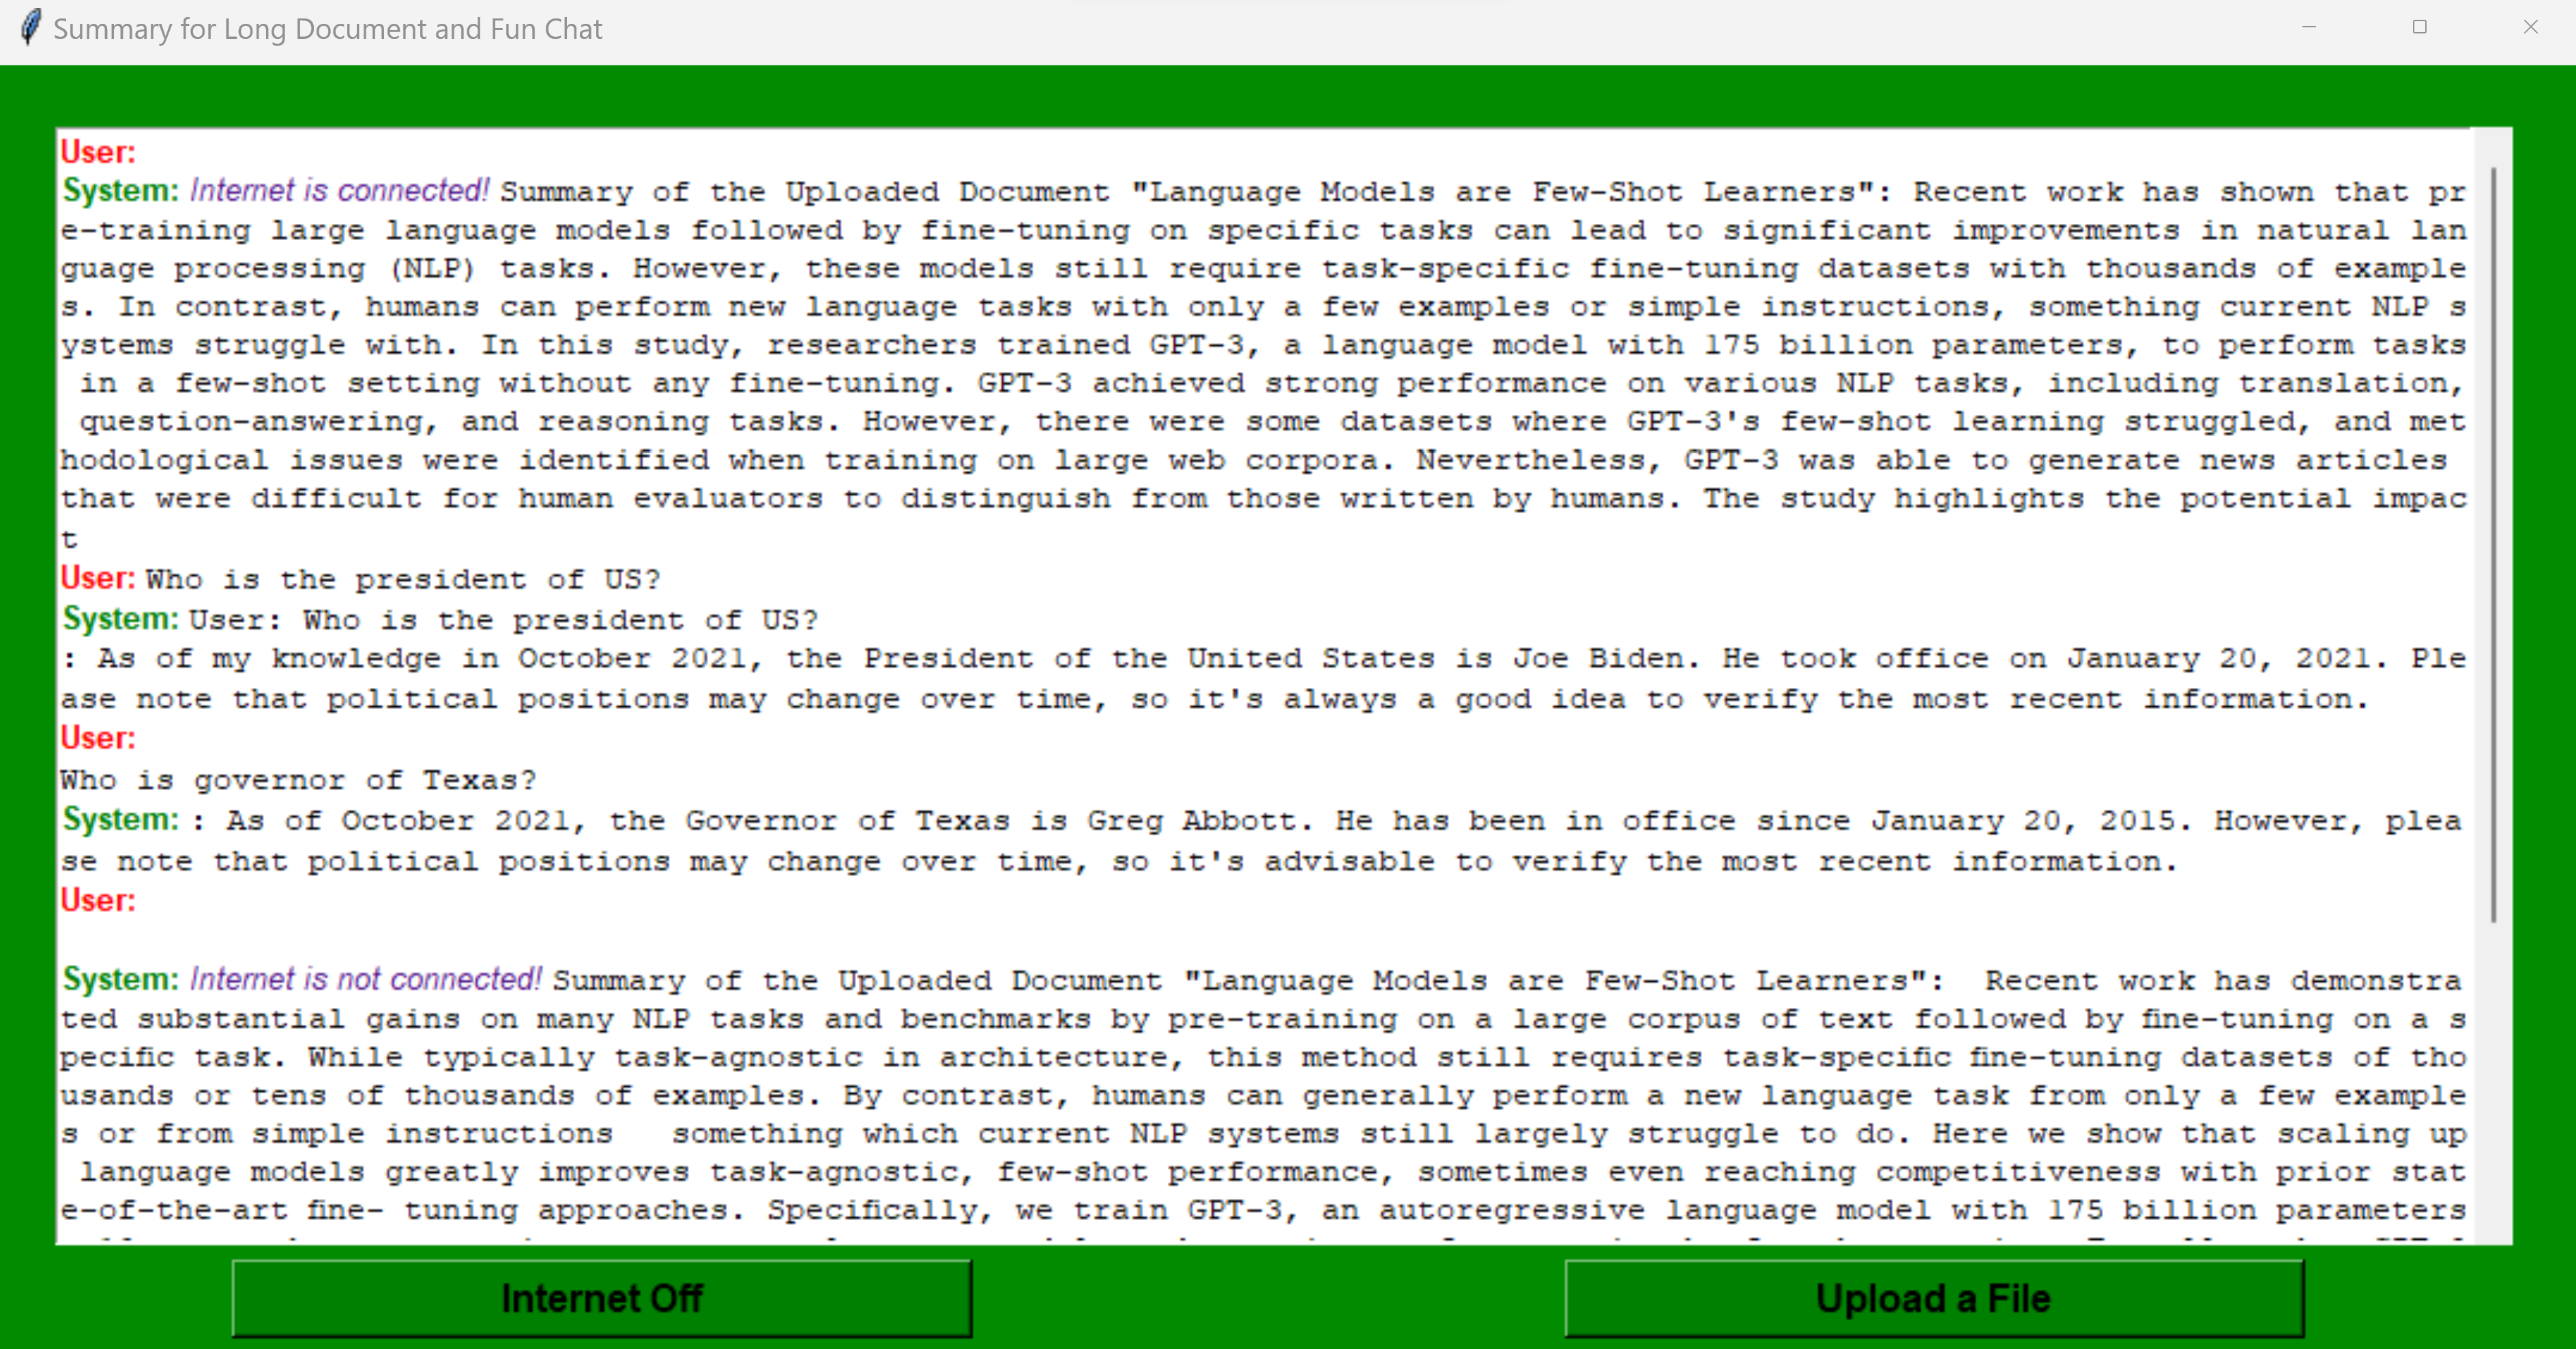 Summary for Long Document and Fun Chat
User:
System: Internet is connected! Summary of the Uploaded Document "Language Models are Few-Shot Learners": Recent work has shown that pr
e-training large language models followed by fine-tuning on specific tasks can lead to significant improvements in natural lan
guage processing (NLP) tasks. However, these models still require task-specific fine-tuning datasets with thousands of example
s. In contrast, humans can perform new language tasks with only a few examples or simple instructions, something current NLP s
ystems struggle with. In this study, researchers trained GPT-3, a language model with 175 billion parameters, to perform tasks
in a few-shot setting without any fine-tuning. GPT-3 achieved strong performance on various NLP tasks, including translation,
question-answering, and reasoning tasks. However, there were some datasets where GPT-3's few-shot learning struggled, and met
hodological issues were identified when training on large web corpora. Nevertheless, GPT-3 was able to generate news articles
that were difficult for human evaluators to distinguish from those written by humans. The study highlights the potential impac
t
User: Who is the president of US?
System: User: Who is the president of US?
: As of my knowledge in October 2021, the President of the United States is Joe Biden. He took office on January 20, 2021. Ple
ase note that political positions may change over time, so it's always a good idea to verify the most recent information.
User:
Who is governor of Texas?
System: : As of October 2021, the Governor of Texas is Greg Abbott. He has been in office since January 20, 2015. However, plea
se note that political positions may change over time, so it's advisable to verify the most recent information.
User:
System: Internet is not connected! Summary of the Uploaded Document "Language Models are Few-Shot Learners":  Recent work has demonstra
ted substantial gains on many NLP tasks and benchmarks by pre-training on a large corpus of text followed by fine-tuning on a s
pecific task. While typically task-agnostic in architecture, this method still requires task-specific fine-tuning datasets of tho
usands or tens of thousands of examples. By contrast, humans can generally perform a new language task from only a few example
s or from simple instructions   something which current NLP systems still largely struggle to do. Here we show that scaling up
language models greatly improves task-agnostic, few-shot performance, sometimes even reaching competitiveness with prior stat
e-of-the-art fine- tuning approaches. Specifically, we train GPT-3, an autoregressive language model with 175 billion parameters
Internet Off
Upload a File